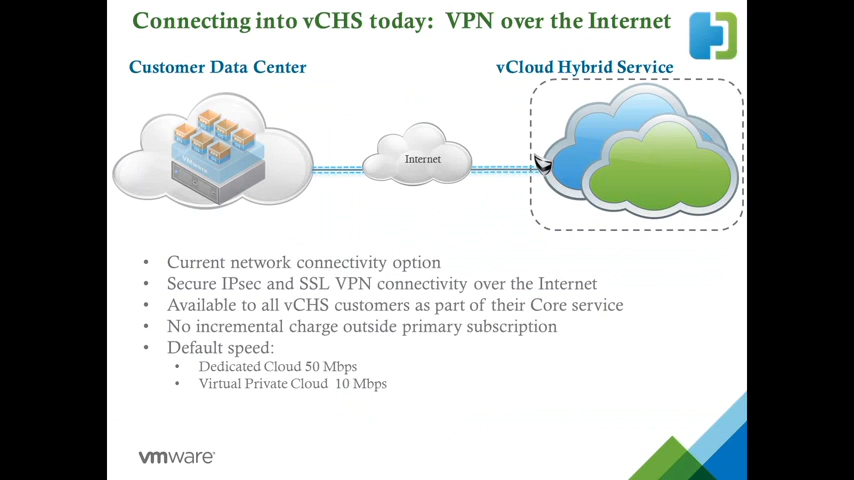 Connecting into vCHS today: VPN over the Internet
Customer Data Center
vCloud Hybrid Service
VMware
Internet
• Current network connectivity option
• Secure IPsec and SSL VPN connectivity over the Internet
• Available to all vCHS customers as part of their Core service
• No incremental charge outside primary subscription
• Default speed:
• Dedicated Cloud 50 Mbps
• Virtual Private Cloud 10 Mbps
vmware